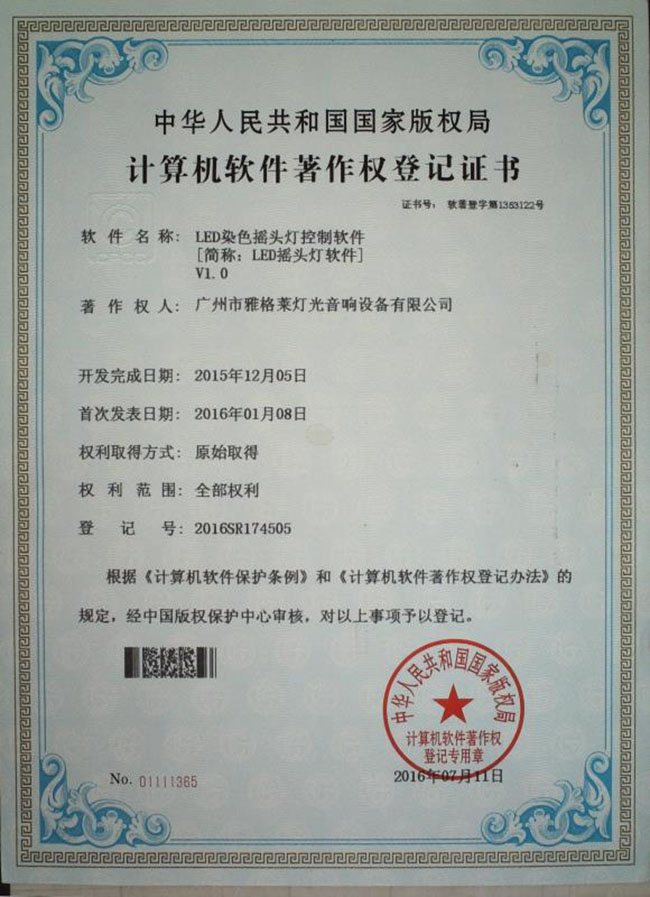 中华人民共和国国家版权局
计算机软件著作权登记证书
证书号： 软著登字第1353122号
软件名称： LED染色摇头灯控制软件
[简称：LED摇头灯软件]
V1.0
著作权人： 广州市雅格莱灯光音响设备有限公司
开发完成日期： 2015年12月05日
首次发表日期： 2016年01月08日
权利取得方式： 原始取得
权利范围： 全部权利
登记号： 2016SR174505
根据《计算机软件保护条例》和《计算机软件著作权登记办法》的
规定，经中国版权保护中心审核，对以上事项予以登记。
中华人民共和国国家版权局
计算机软件著作权
登记专用章
No. 01111365
2016年07月11日